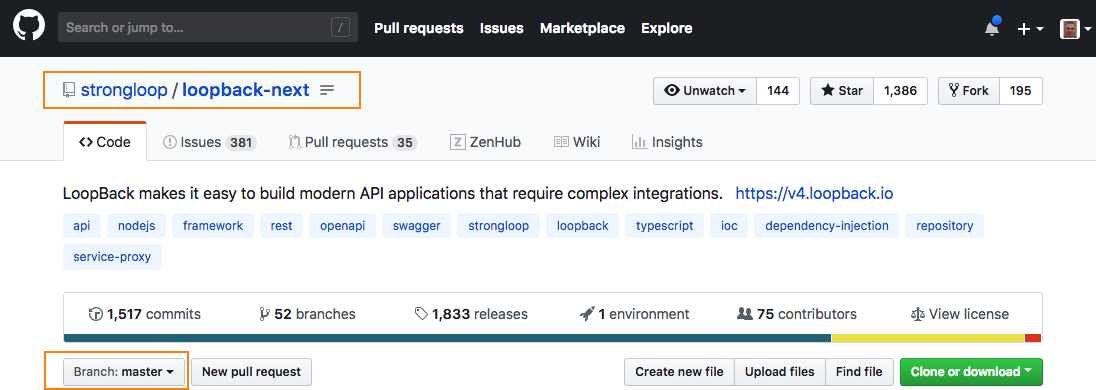 Search or jump to... / Pull requests Issues Marketplace Explore
strongloop / loopback-next Unwatch 144 Star 1,386 Fork 195
Code Issues 381 Pull requests 35 Z ZenHub Wiki Insights
LoopBack makes it easy to build modern API applications that require complex integrations. https://v4.loopback.io
api nodejs framework rest openapi swagger strongloop loopback typescript ioc dependency-injection repository
service-proxy
1,517 commits 52 branches 1,833 releases 1 environment 75 contributors View license
Branch: master New pull request Create new file Upload files Find file Clone or download